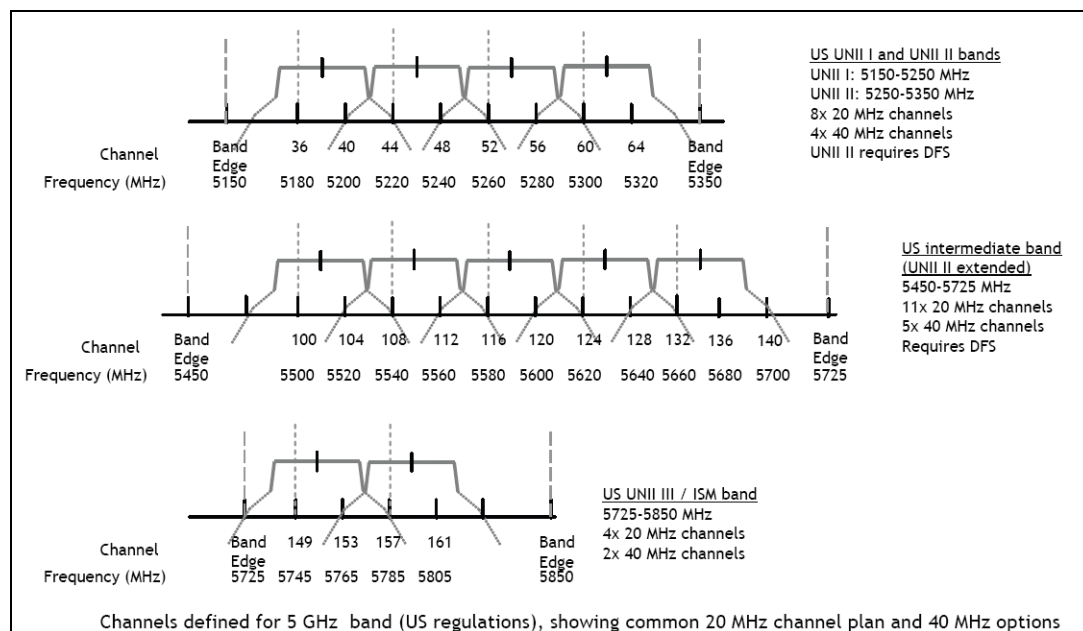 US UNII I and UNII II bands
UNII I: 5150-5250 MHz
UNII II: 5250-5350 MHz
8x 20 MHz channels
4x 40 MHz channels
UNII II requires DFS
Channel Band Edge 36 40 44 48 52 56 60 64 Band Edge
Frequency (MHz) 5150 5180 5200 5220 5240 5260 5280 5300 5320 5350
US intermediate band
(UNII II extended)
5450-5725 MHz
11x 20 MHz channels
5x 40 MHz channels
Requires DFS
Channel Band Edge 100 104 108 112 116 120 124 128 132 136 140 Band Edge
Frequency (MHz) 5450 5500 5520 5540 5560 5580 5600 5620 5640 5660 5680 5700 5725
US UNII III / ISM band
5725-5850 MHz
4x 20 MHz channels
2x 40 MHz channels
Channel Band Edge 149 153 157 161 Band Edge
Frequency (MHz) 5725 5745 5765 5785 5805 5850
Channels defined for 5 GHz band (US regulations), showing common 20 MHz channel plan and 40 MHz options